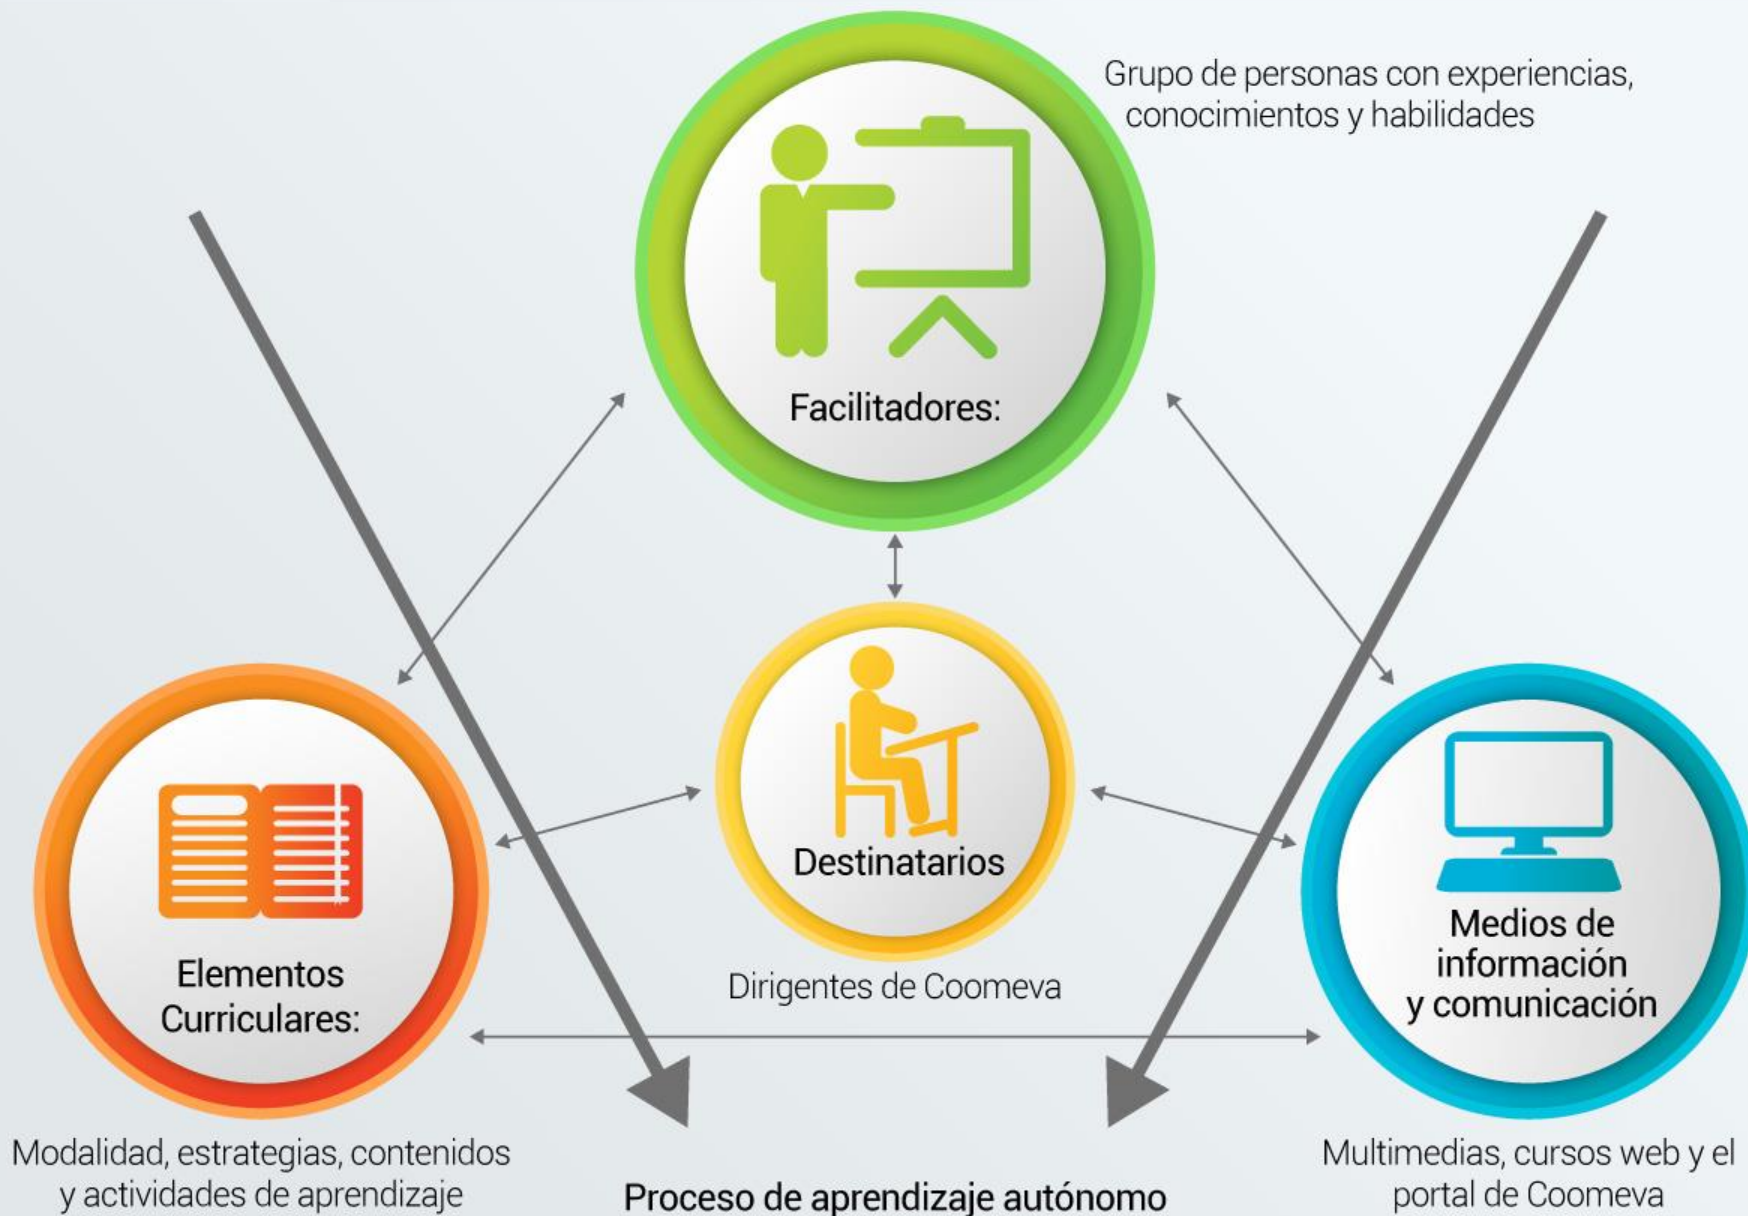 Grupo de personas con experiencias,
conocimientos y habilidades
Facilitadores:
Destinatarios
Dirigentes de Coomeva
Elementos
Curriculares:
Modalidad, estrategias, contenidos
y actividades de aprendizaje
Medios de
información
y comunicación
Multimedias, cursos web y el
portal de Coomeva
Proceso de aprendizaje autónomo